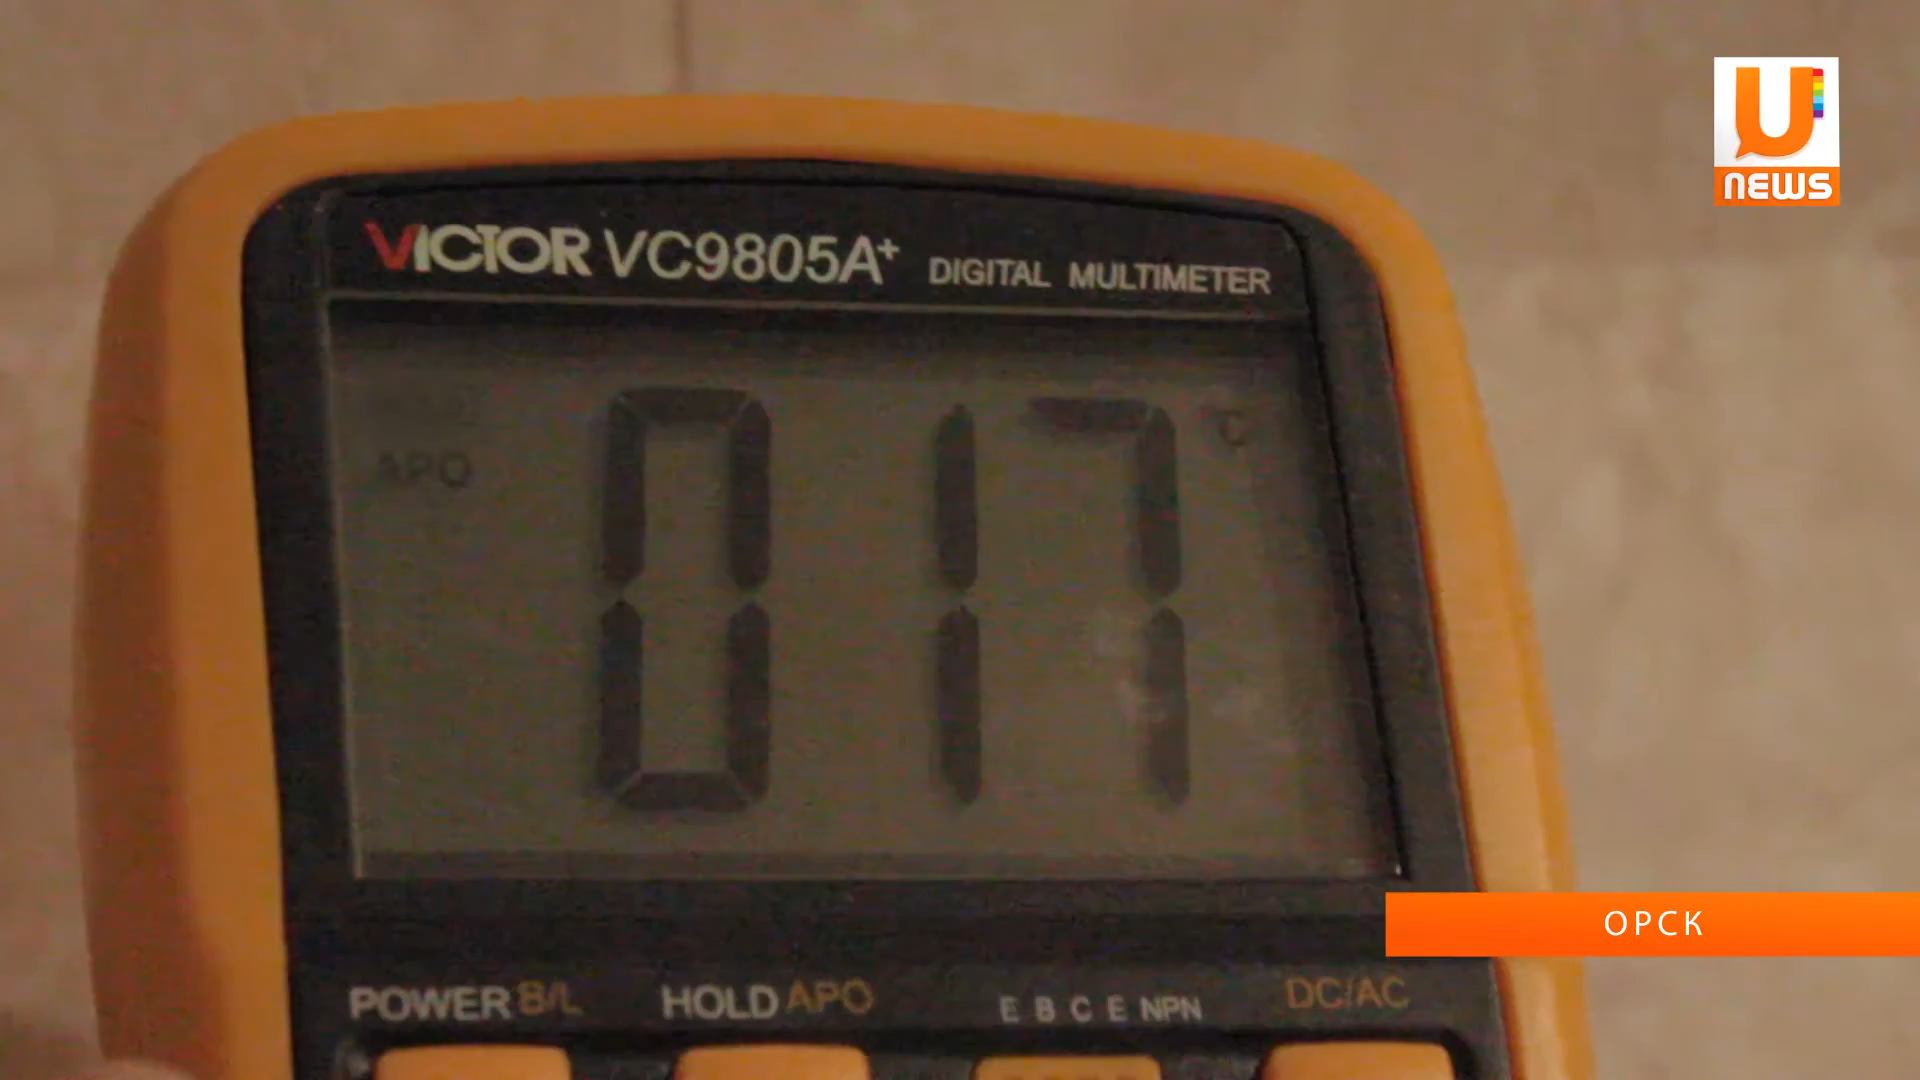 U
NEWS
VICTOR VC9805A+ DIGITAL MULTIMETER
APO
017 °C
ОРСК
POWER B/L HOLD APO E B C E NPN DC/AC